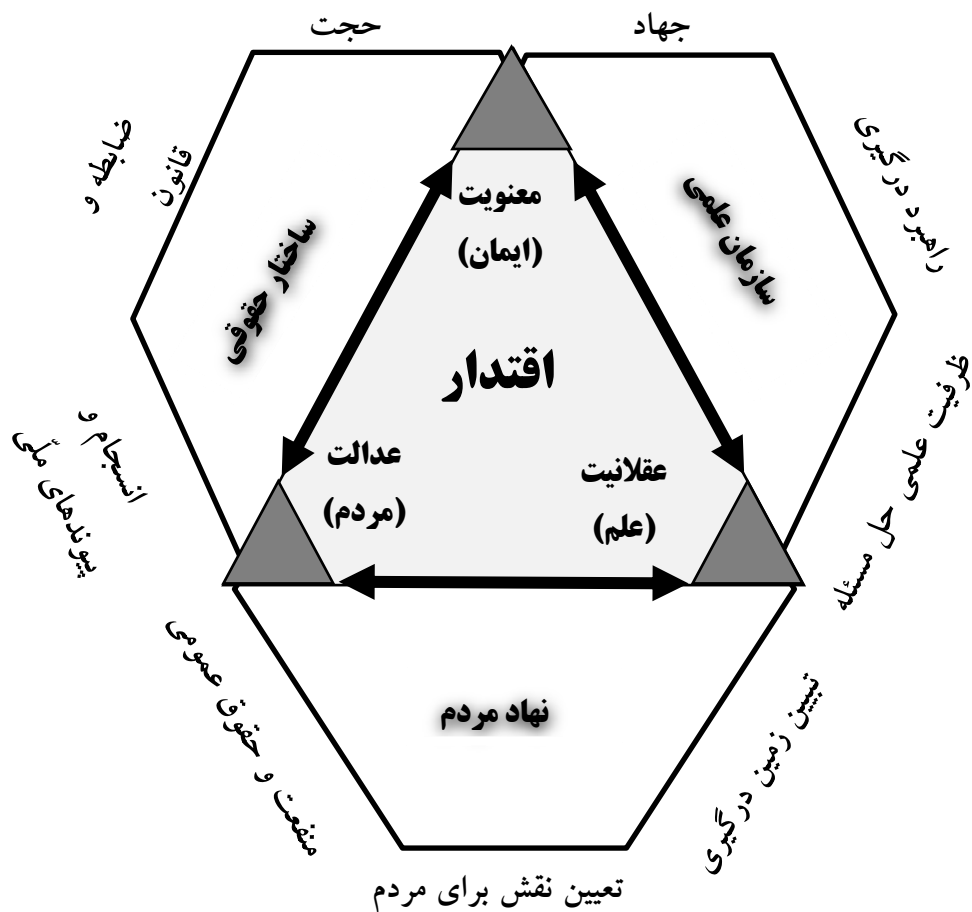 جهاد
حجت
راهبرد درگیری
ضابطه و
قانون
معنویت
(ایمان)
سازمان علمی
ساختار حقوقی
اقتدار
ظرفیت علمی حل مسئله
عقلانیت
(علم)
عدالت
(مردم)
انسجام و
پیوندهای ملّی
تبیین زمین درگیری
نهاد مردم
منفعت و حقوق عمومی
تعیین نقش برای مردم